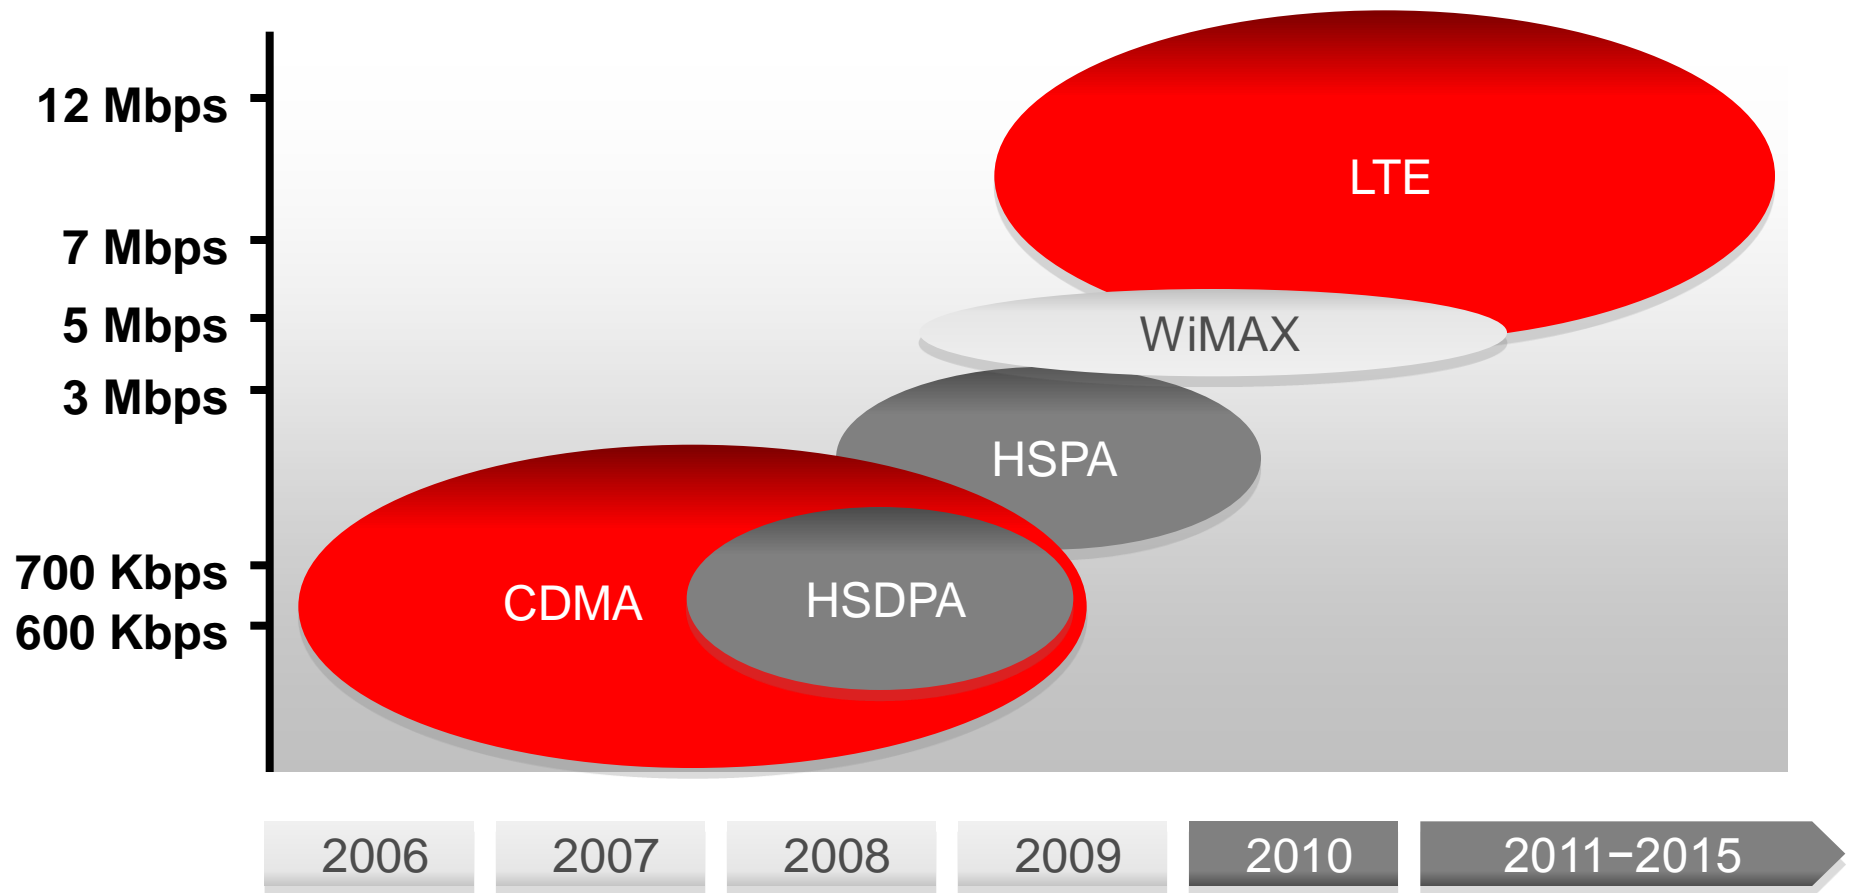 12 Mbps
LTE
7 Mbps
5 Mbps
WiMAX
3 Mbps
HSPA
700 Kbps
CDMA
HSDPA
600 Kbps
2006
2007
2008
2009
2010
2011–2015